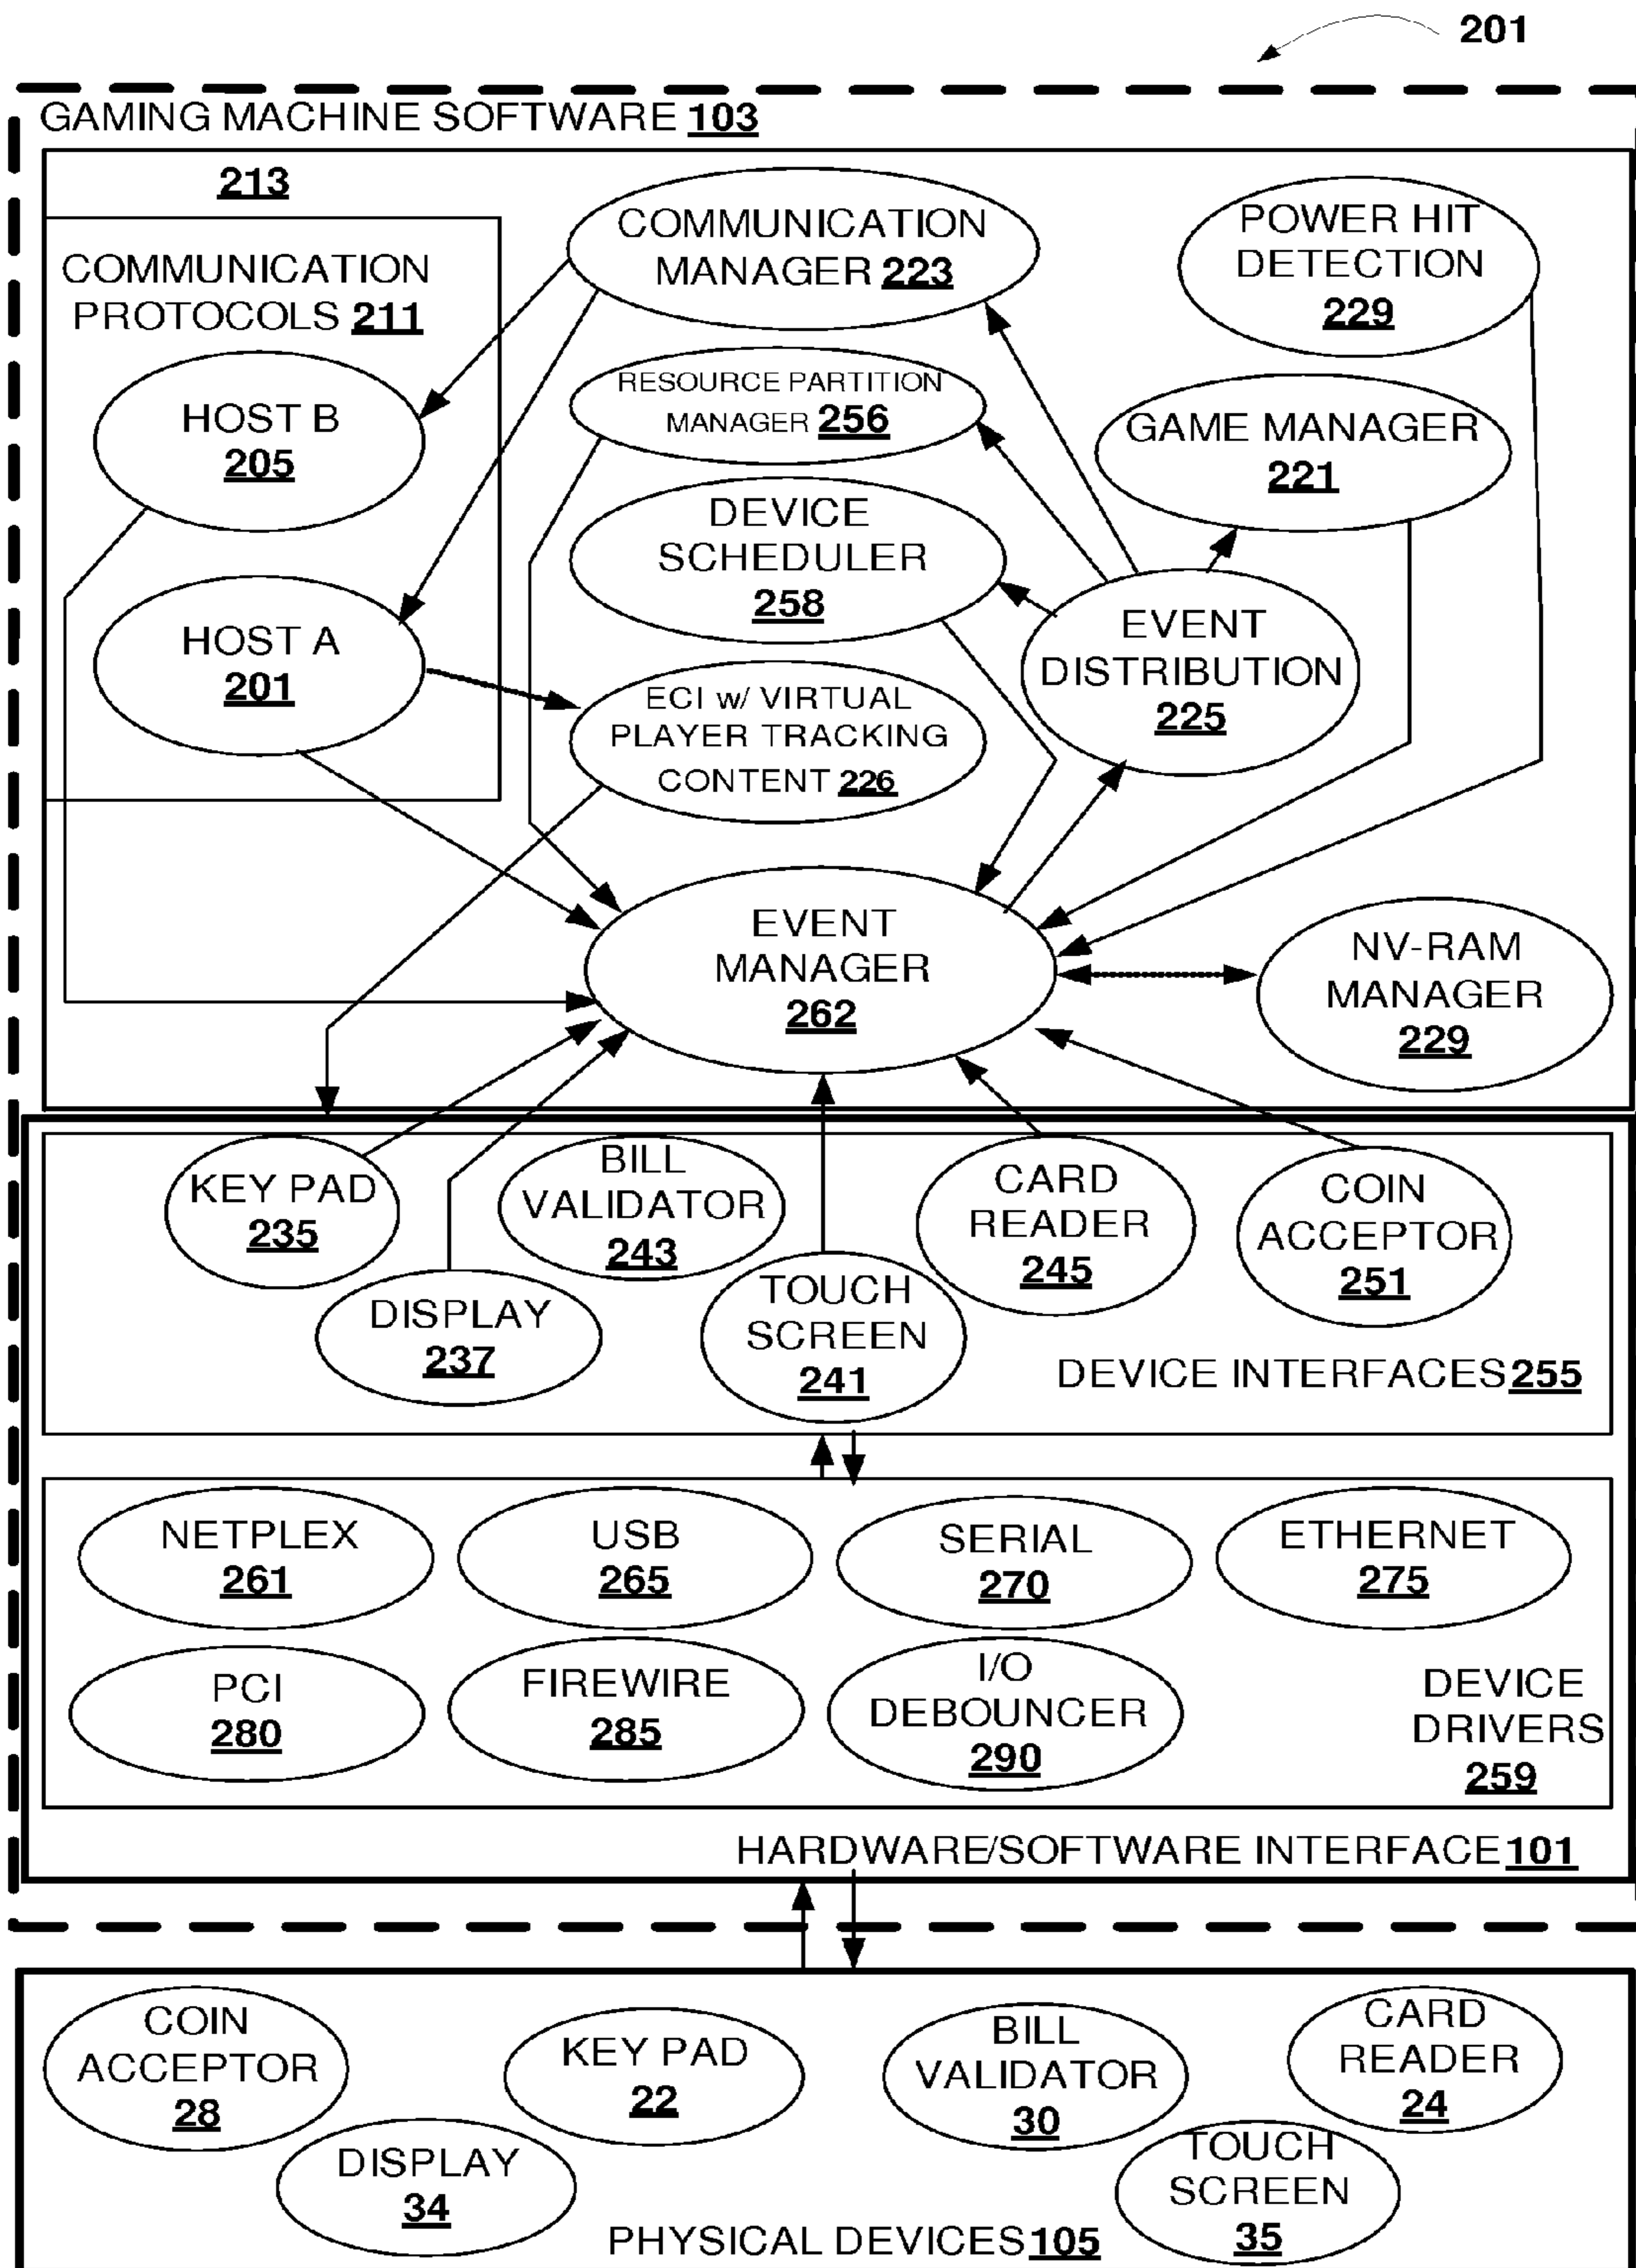 201
GAMING MACHINE SOFTWARE 103
213
COMMUNICATION
PROTOCOLS 211
HOST B
205
HOST A
201
COMMUNICATION
MANAGER 223
RESOURCE PARTITION
MANAGER 256
DEVICE
SCHEDULER
258
ECI w/ VIRTUAL
PLAYER TRACKING
CONTENT 226
POWER HIT
DETECTION
229
GAME MANAGER
221
EVENT
DISTRIBUTION
225
EVENT
MANAGER
262
NV-RAM
MANAGER
229
KEY PAD
235
DISPLAY
237
BILL
VALIDATOR
243
TOUCH
SCREEN
241
CARD
READER
245
COIN
ACCEPTOR
251
DEVICE INTERFACES 255
NETPLEX
261
USB
265
SERIAL
270
ETHERNET
275
PCI
280
FIREWIRE
285
I/O
DEBOUNCER
290
DEVICE
DRIVERS
259
HARDWARE/SOFTWARE INTERFACE 101
COIN
ACCEPTOR
28
DISPLAY
34
KEY PAD
22
BILL
VALIDATOR
30
CARD
READER
24
TOUCH
SCREEN
35
PHYSICAL DEVICES 105